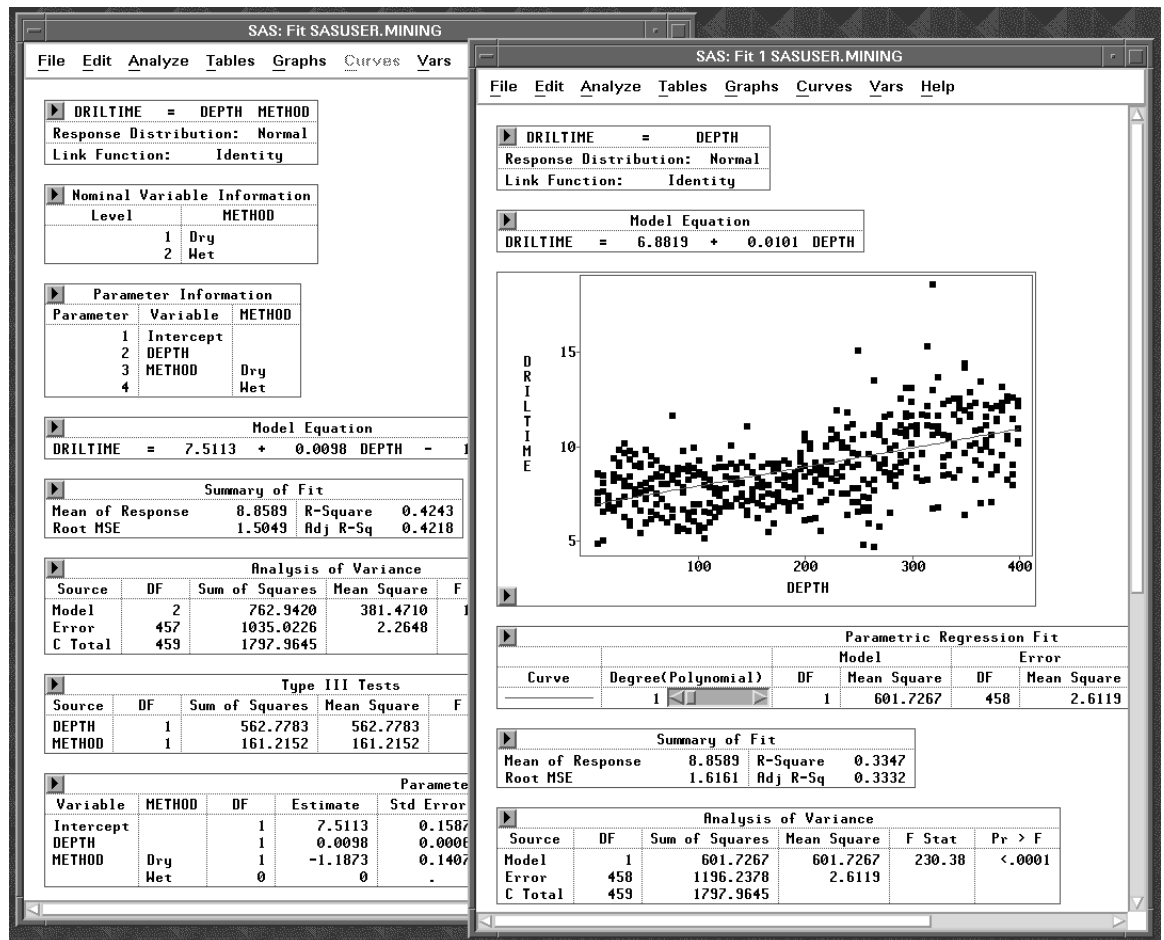 SAS: Fit SASUSER.MINING
File Edit Analyze Tables Graphs Curves Vars
DRILTIME = DEPTH METHOD
Response Distribution: Normal
Link Function: Identity
Nominal Variable Information
Level METHOD
1 Dry
2 Wet
Parameter Information
Parameter Variable METHOD
1 Intercept
2 DEPTH
3 METHOD Dry
4 Wet
Model Equation
DRILTIME = 7.5113 + 0.0098 DEPTH - 1
Summary of Fit
Mean of Response 8.8589 R-Square 0.4243
Root MSE 1.5049 Adj R-Sq 0.4218
Analysis of Variance
Source DF Sum of Squares Mean Square F
Model 2 762.9420 381.4710 1
Error 457 1035.0226 2.2648
C Total 459 1797.9645
Type III Tests
Source DF Sum of Squares Mean Square F
DEPTH 1 562.7783 562.7783
METHOD 1 161.2152 161.2152
Paramete
Variable METHOD DF Estimate Std Error
Intercept 1 7.5113 0.1587
DEPTH 1 0.0098 0.0006
METHOD Dry 1 -1.1873 0.1407
Wet 0 0 .
SAS: Fit 1 SASUSER.MINING
File Edit Analyze Tables Graphs Curves Vars Help
DRILTIME = DEPTH
Response Distribution: Normal
Link Function: Identity
Model Equation
DRILTIME = 6.8819 + 0.0101 DEPTH
DRILTIME
15
10
5
100 200 300 400
DEPTH
Parametric Regression Fit
Model Error
Curve Degree(Polynomial) DF Mean Square DF Mean Square
1 1 601.7267 458 2.6119
Summary of Fit
Mean of Response 8.8589 R-Square 0.3347
Root MSE 1.6161 Adj R-Sq 0.3332
Analysis of Variance
Source DF Sum of Squares Mean Square F Stat Pr > F
Model 1 601.7267 601.7267 230.38 <.0001
Error 458 1196.2378 2.6119
C Total 459 1797.9645